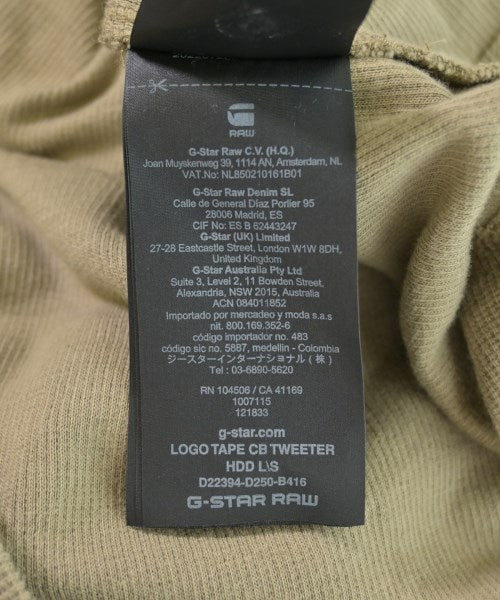 RAW
G-Star Raw C.V. (H.Q.)
Joan Muyskenweg 39, 1114 AN, Amsterdam, NL
VAT.No: NL850210161B01
G-Star Raw Denim SL
Calle de General Díaz Porlier 95
28006 Madrid, ES
CIF No: ES B 62443247
G-Star (UK) Limited
27-28 Eastcastle Street, London W1W 8DH,
United Kingdom
G-Star Australia Pty Ltd
Suite 3, Level 2, 11 Bowden Street,
Alexandria, NSW 2015, Australia
ACN 084011852
Importado por mercadeo y moda s.a.s
nit. 800.169.352-6
código importador no. 483
código sic no. 5887, medellin - Colombia
ジースターインターナショナル(株)
Tel : 03-6890-5620
RN 104506 / CA 41169
1007115
121833
g-star.com
LOGO TAPE CB TWEETER
HDD L\S
D22394-D250-B416
G-STAR RAW